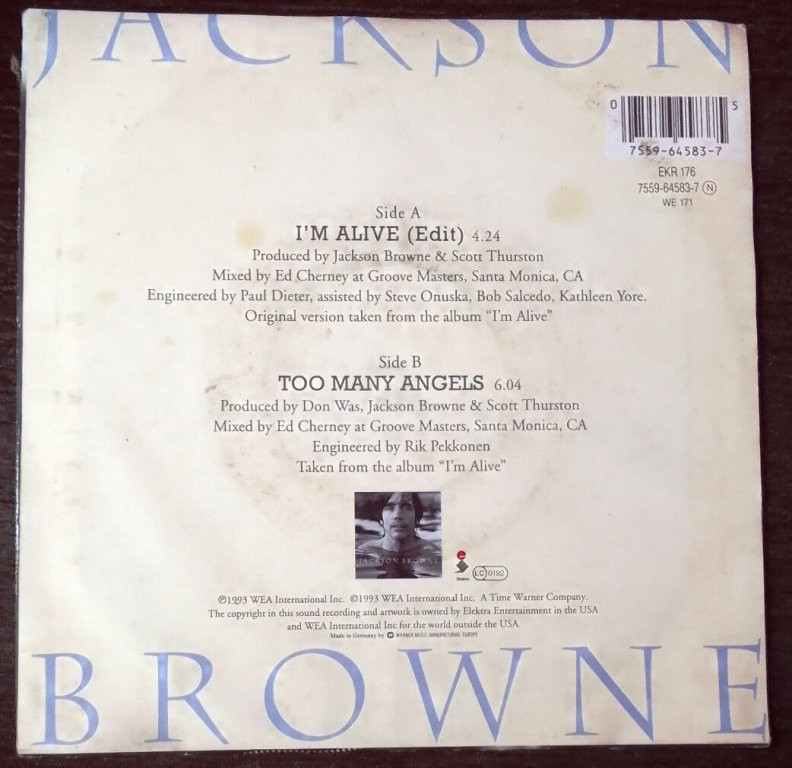 JACKSON
0 5
7559-64583-7
EKR 176
7559-64583-7 Ⓝ
WE 171
Side A
I'M ALIVE (Edit) 4.24
Produced by Jackson Browne & Scott Thurston
Mixed by Ed Cherney at Groove Masters, Santa Monica, CA
Engineered by Paul Dieter, assisted by Steve Onuska, Bob Salcedo, Kathleen Yore.
Original version taken from the album "I'm Alive"
Side B
TOO MANY ANGELS 6.04
Produced by Don Was, Jackson Browne & Scott Thurston
Mixed by Ed Cherney at Groove Masters, Santa Monica, CA
Engineered by Rik Pekkonen
Taken from the album "I'm Alive"
JACKSON BROWNE
Elektra
LC 0192
℗1993 WEA International Inc. ©1993 WEA International Inc. A Time Warner Company.
The copyright in this sound recording and artwork is owned by Elektra Entertainment in the USA
and WEA International Inc for the world outside the USA.
Made in Germany by WARNER MUSIC MANUFACTURING EUROPE
BROWNE